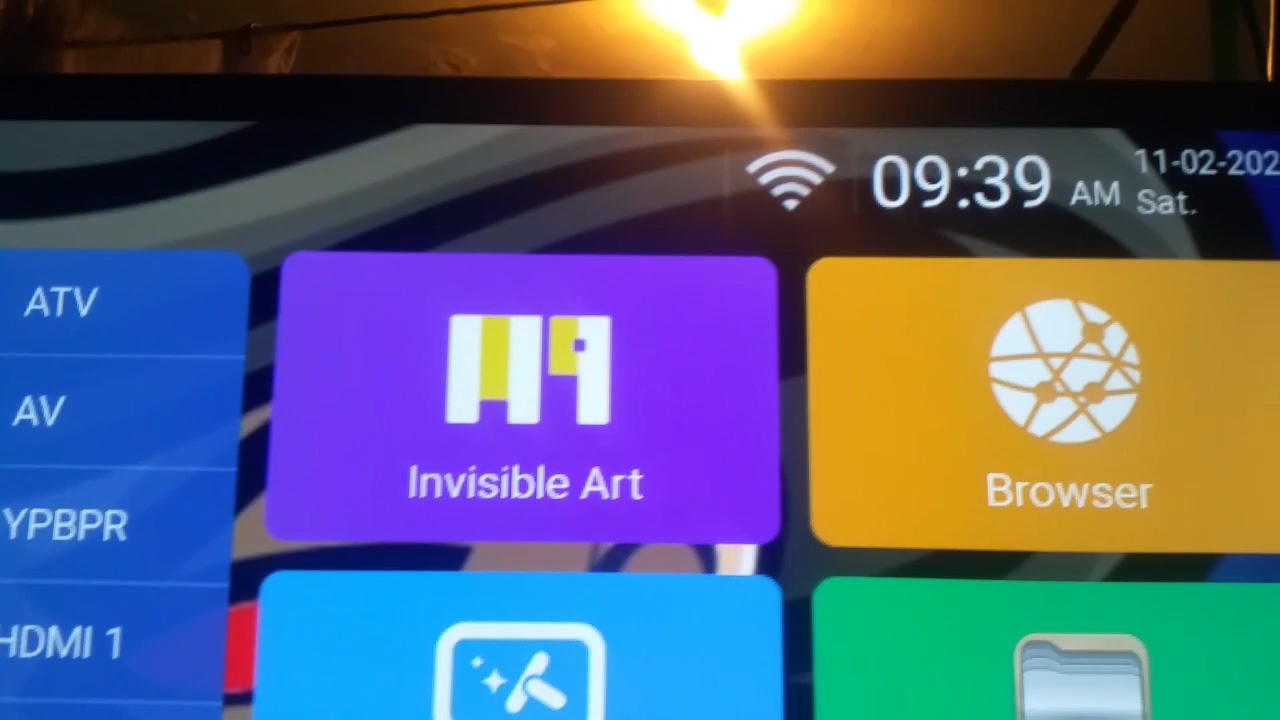 09:39 AM
11-02-202
Sat.
ATV
AV
YPBPR
HDMI 1
Invisible Art
Browser